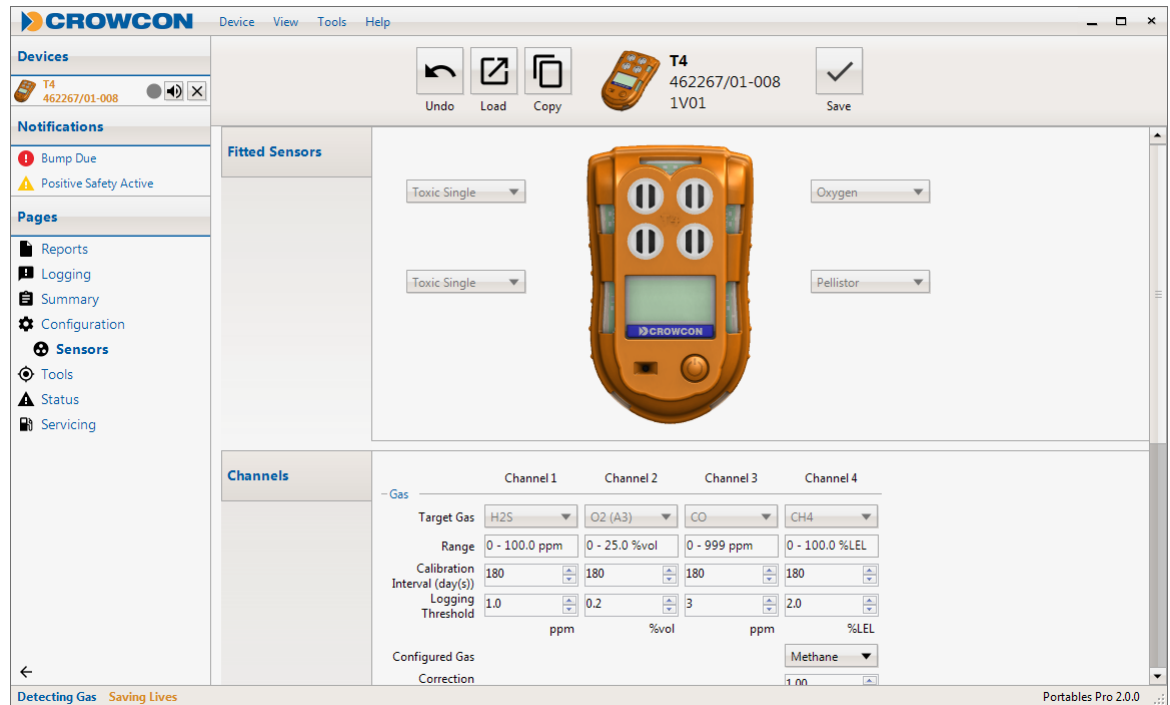 CROWCON
Device View Tools Help
Devices
T4
462267/01-008
Notifications
Bump Due
Positive Safety Active
Pages
Reports
Logging
Summary
Configuration
Sensors
Tools
Status
Servicing
Undo Load Copy
T4
462267/01-008
1V01
Save
Fitted Sensors
Toxic Single Oxygen
Toxic Single Pellistor
CROWCON
Channels
Channel 1 Channel 2 Channel 3 Channel 4
Gas
Target Gas H2S O2 (A3) CO CH4
Range 0 - 100.0 ppm 0 - 25.0 %vol 0 - 999 ppm 0 - 100.0 %LEL
Calibration
Interval (day(s)) 180 180 180 180
Logging
Threshold 1.0 0.2 3 2.0
ppm %vol ppm %LEL
Configured Gas Methane
Correction 1.00
Detecting Gas Saving Lives Portables Pro 2.0.0